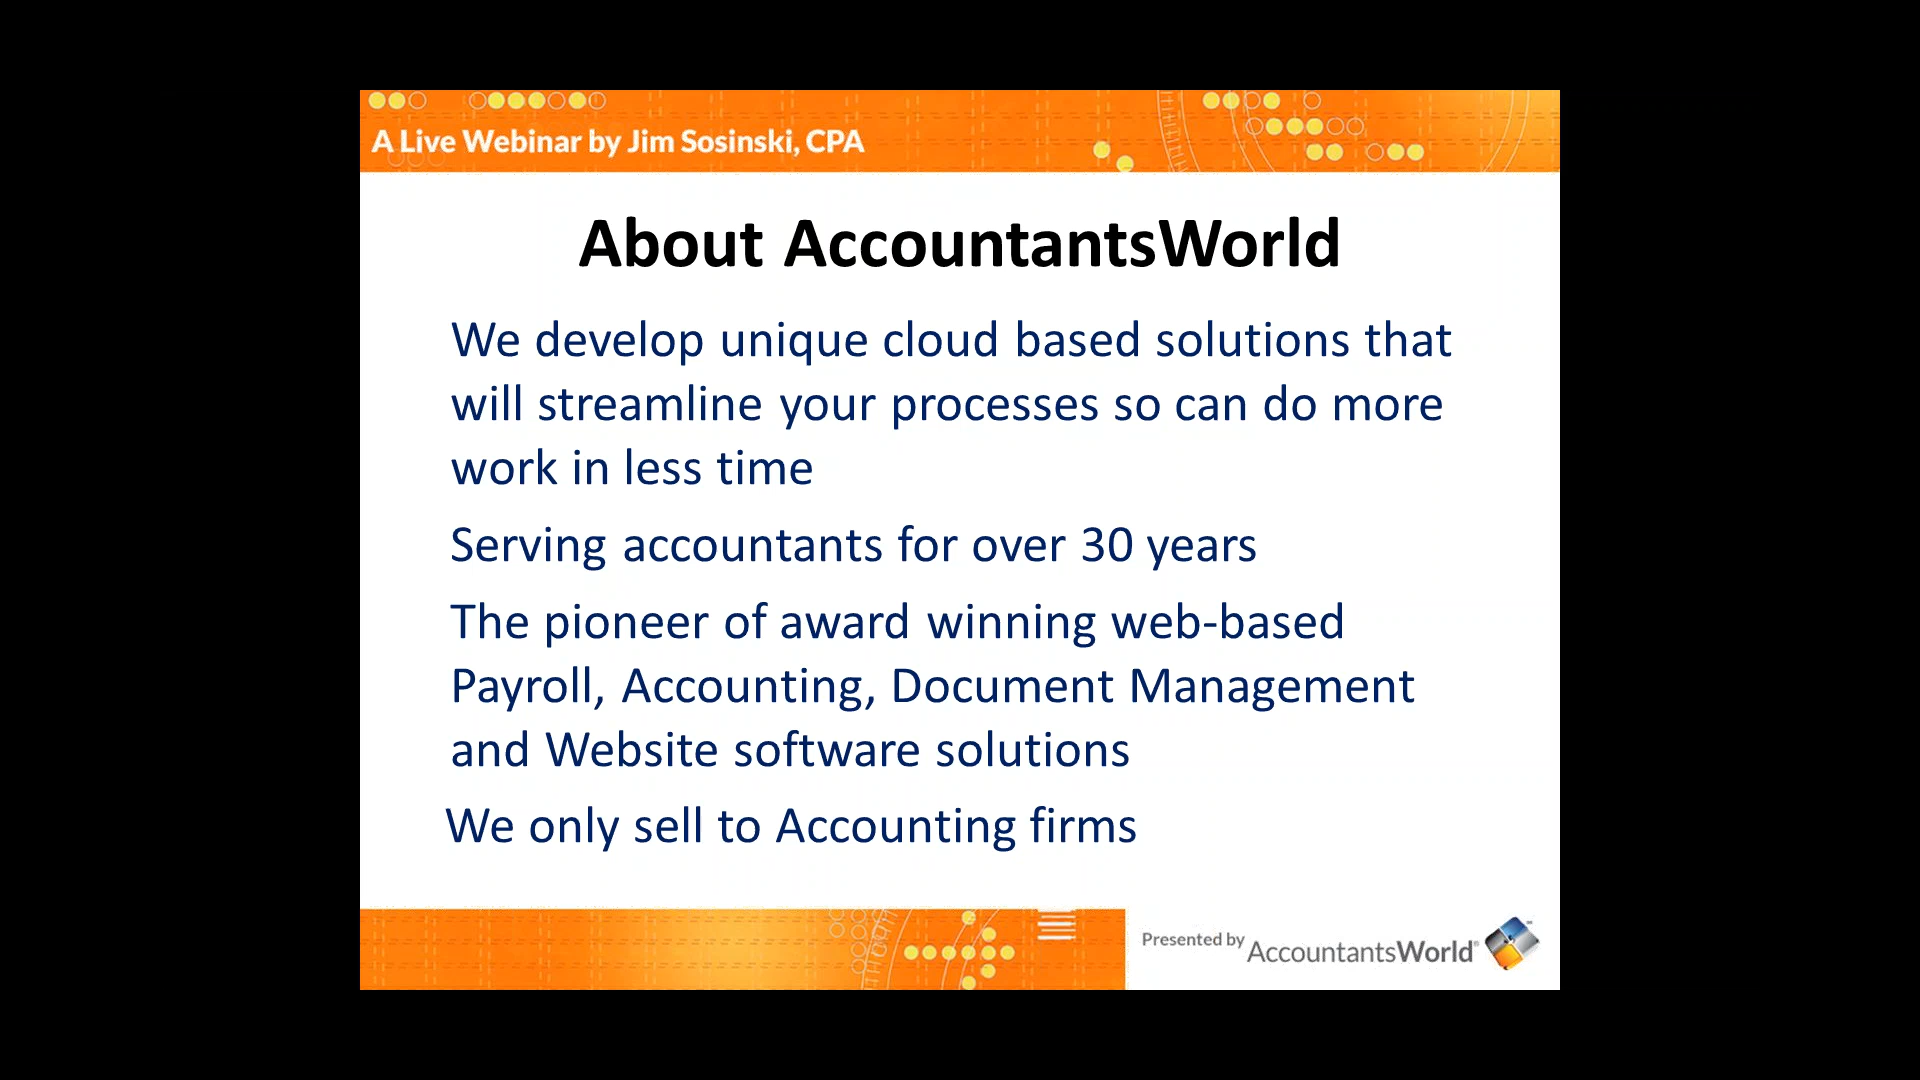 A Live Webinar by Jim Sosinski, CPA
About AccountantsWorld
We develop unique cloud based solutions that
will streamline your processes so can do more
work in less time
Serving accountants for over 30 years
The pioneer of award winning web-based
Payroll, Accounting, Document Management
and Website software solutions
We only sell to Accounting firms
Presented by AccountantsWorld®